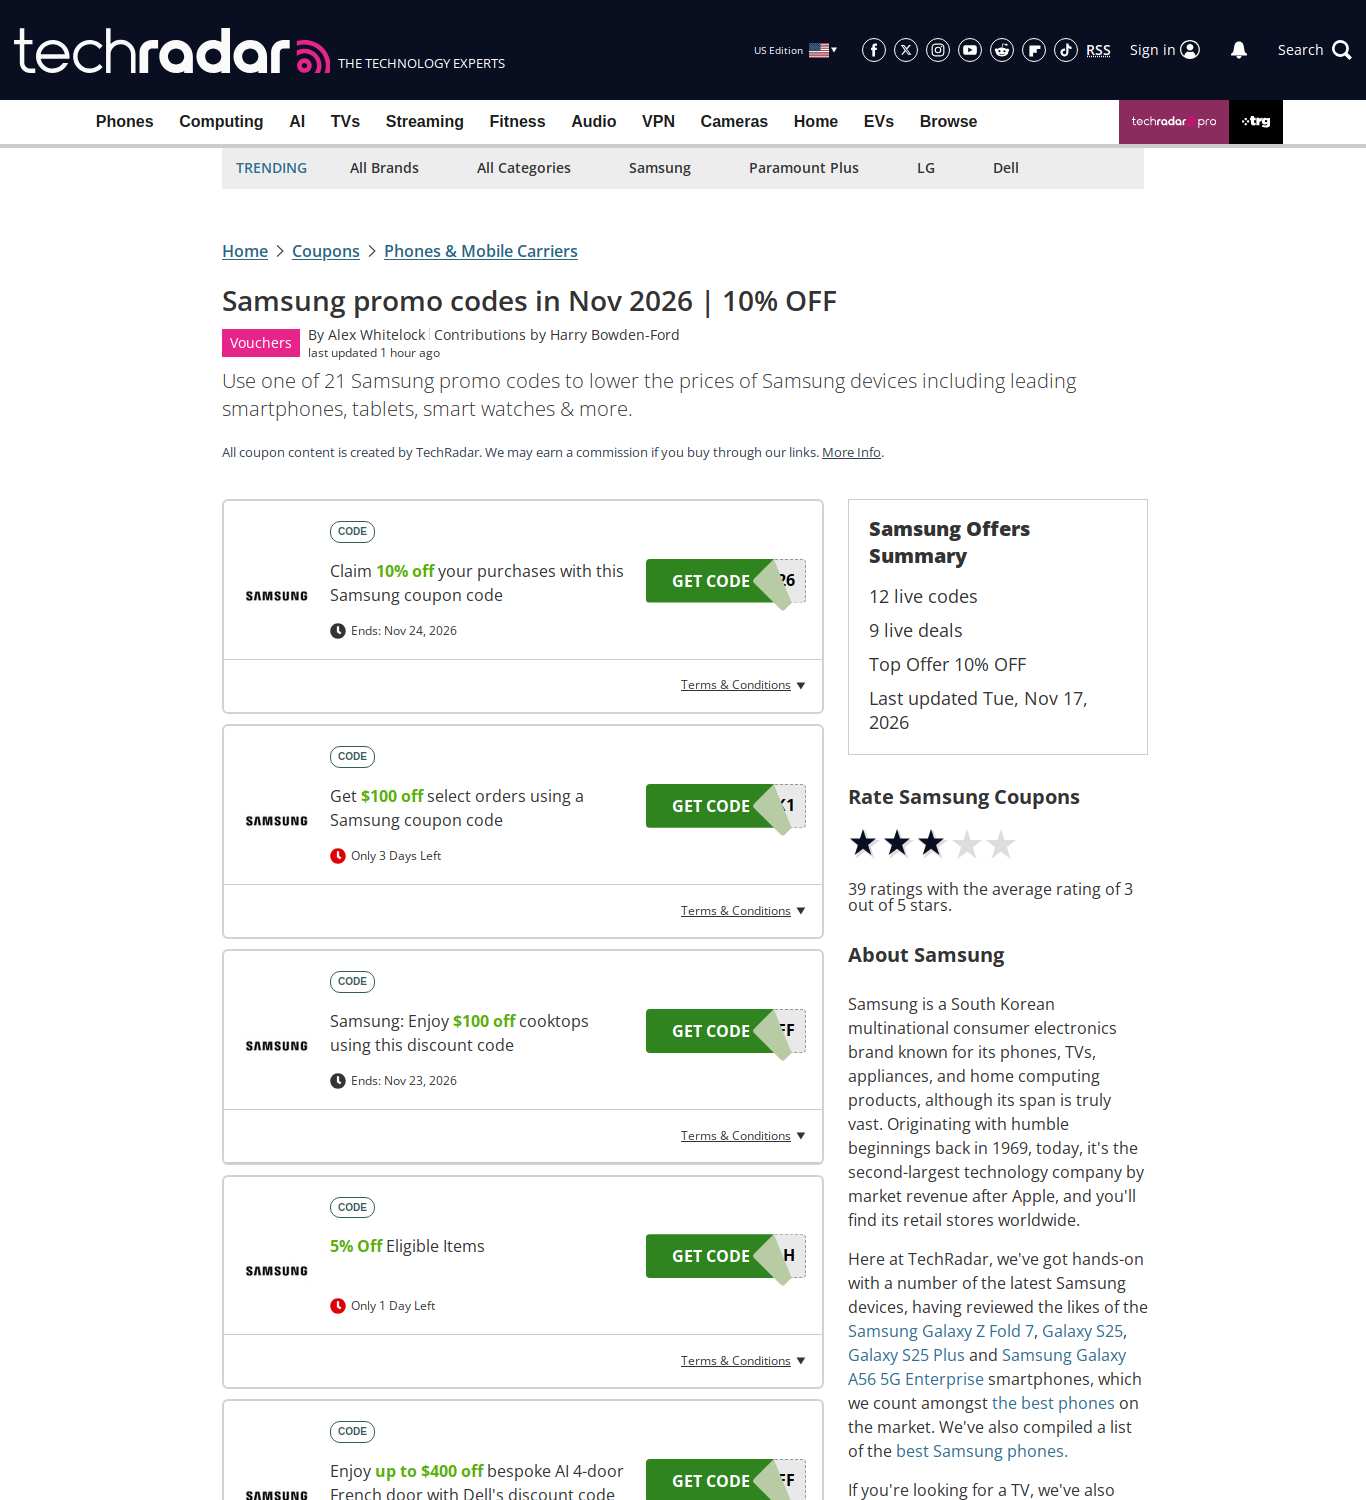 techradar THE TECHNOLOGY EXPERTS
US Edition RSS Sign in Search
Phones Computing AI TVs Streaming Fitness Audio VPN Cameras Home EVs Browse techradar pro trg
TRENDING All Brands All Categories Samsung Paramount Plus LG Dell
Home Coupons Phones & Mobile Carriers
Samsung promo codes in Nov 2026 | 10% OFF
Vouchers
By Alex Whitelock Contributions by Harry Bowden-Ford
last updated 1 hour ago
Use one of 21 Samsung promo codes to lower the prices of Samsung devices including leading
smartphones, tablets, smart watches & more.
All coupon content is created by TechRadar. We may earn a commission if you buy through our links. More Info.
CODE
SAMSUNG
Claim 10% off your purchases with this
Samsung coupon code
Ends: Nov 24, 2026
GET CODE 26
Terms & Conditions
CODE
SAMSUNG
Get $100 off select orders using a
Samsung coupon code
Only 3 Days Left
GET CODE 1
Terms & Conditions
CODE
SAMSUNG
Samsung: Enjoy $100 off cooktops
using this discount code
Ends: Nov 23, 2026
GET CODE FF
Terms & Conditions
CODE
SAMSUNG
5% Off Eligible Items
Only 1 Day Left
GET CODE H
Terms & Conditions
CODE
SAMSUNG
Enjoy up to $400 off bespoke AI 4-door
French door with Dell's discount code
GET CODE FF
Samsung Offers
Summary
12 live codes
9 live deals
Top Offer 10% OFF
Last updated Tue, Nov 17,
2026
Rate Samsung Coupons
39 ratings with the average rating of 3
out of 5 stars.
About Samsung
Samsung is a South Korean
multinational consumer electronics
brand known for its phones, TVs,
appliances, and home computing
products, although its span is truly
vast. Originating with humble
beginnings back in 1969, today, it's the
second-largest technology company by
market revenue after Apple, and you'll
find its retail stores worldwide.
Here at TechRadar, we've got hands-on
with a number of the latest Samsung
devices, having reviewed the likes of the
Samsung Galaxy Z Fold 7, Galaxy S25,
Galaxy S25 Plus and Samsung Galaxy
A56 5G Enterprise smartphones, which
we count amongst the best phones on
the market. We've also compiled a list
of the best Samsung phones.
If you're looking for a TV, we've also